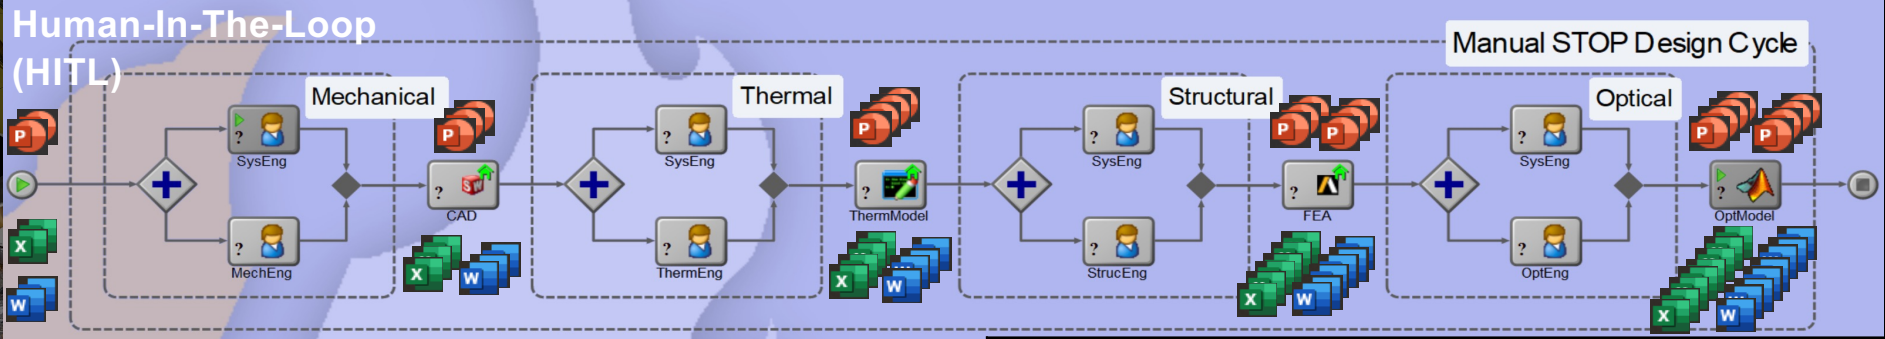 Human-In-The-Loop
(HITL)
Manual STOP Design Cycle
Mechanical
Thermal
Structural
Optical
P
P
P
P
P
P
P
? SysEng
? SysEng
? SysEng
? SysEng
? SW CAD
? ThermModel
? FEA
? OptModel
? MechEng
? ThermEng
? StrucEng
? OptEng
X
X W
X W
X W
X W
W